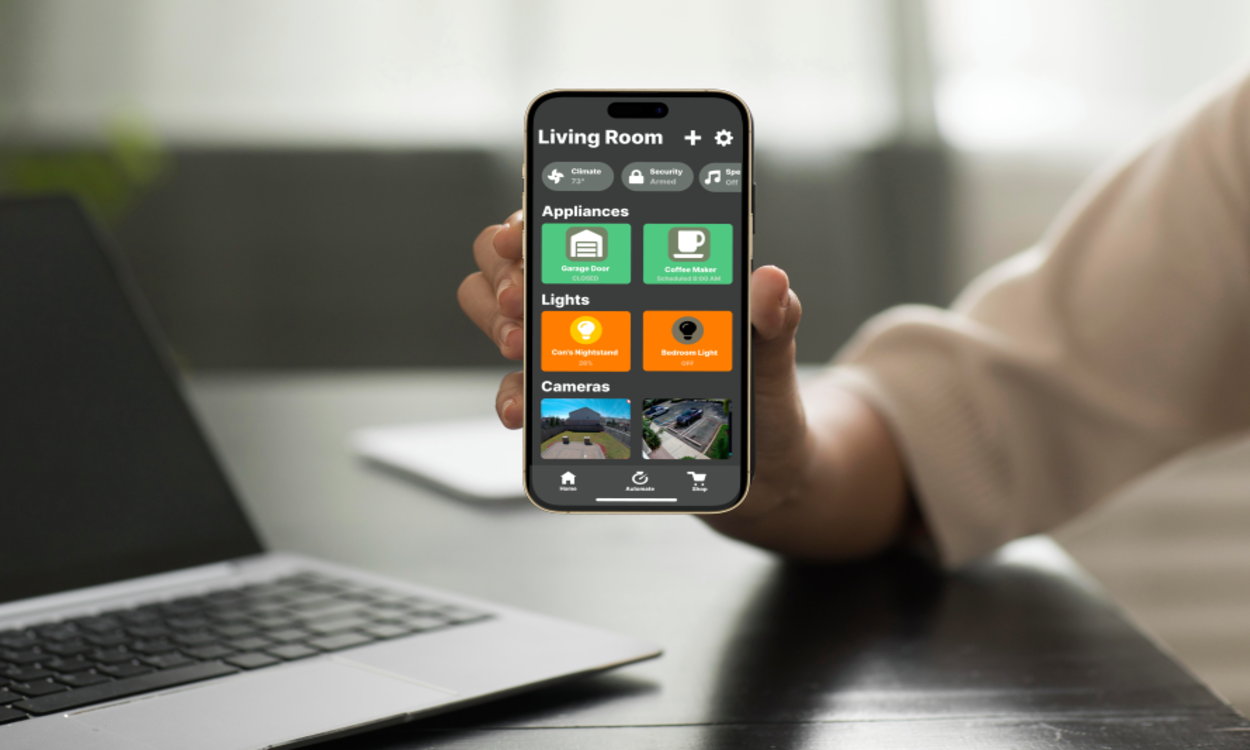 Living Room
Climate
73°
Security
Armed
Spe
Off
Appliances
Garage Door
CLOSED
Coffee Maker
Scheduled 8:00 AM
Lights
Con's Nightstand
Bedroom Light
OFF
Cameras
Home
Automate
Shop